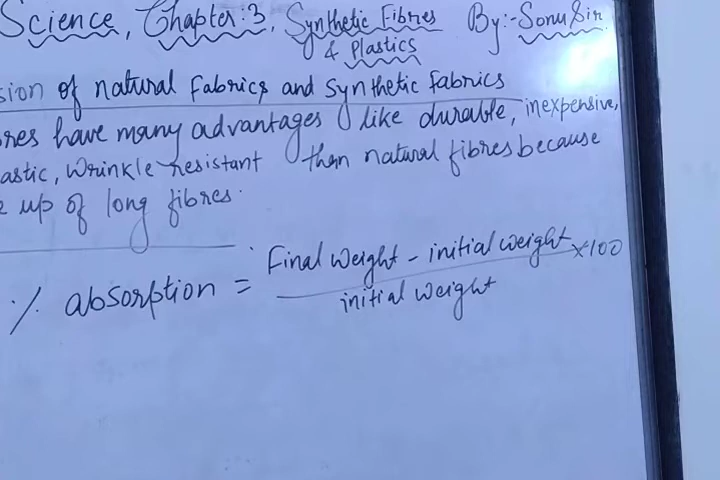 Science, Chapter:3, Synthetic Fibres By:-Sonu Sir
& Plastics
sion of natural Fabrics and synthetic fabrics
res have many advantages like durable, inexpensive,
astic, Wrinkle-resistant than natural fibres because
e up of long fibres.
% absorption = Final Weight - initial weight ×100
initial weight